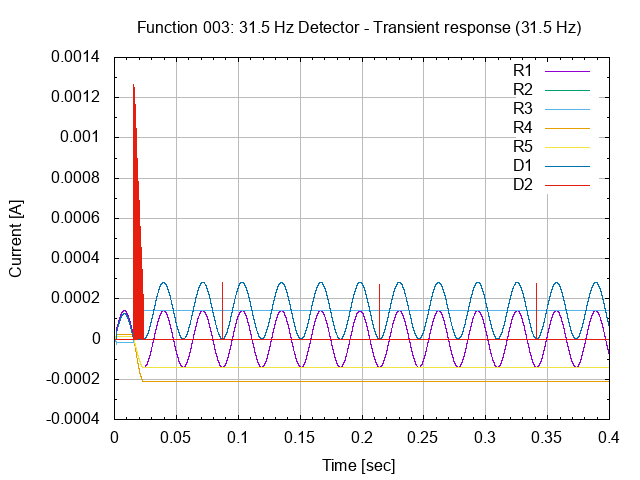 Function 003: 31.5 Hz Detector - Transient response (31.5 Hz)
0.0014
0.0012
0.001
0.0008
0.0006
0.0004
0.0002
0
-0.0002
-0.0004
Current [A]
R1
R2
R3
R4
R5
D1
D2
0 0.05 0.1 0.15 0.2 0.25 0.3 0.35 0.4
Time [sec]